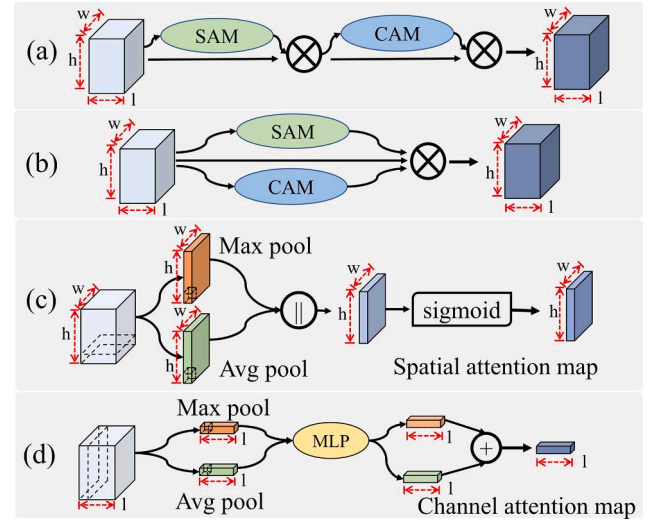 (a)
w
h
l
SAM
CAM
w
h
l
(b)
w
h
l
SAM
CAM
w
h
l
(c)
w
h
w
h
Max pool
w
h
Avg pool
||
w
h
sigmoid
w
h
Spatial attention map
(d)
l
Max pool
l
l
Avg pool
MLP
l
l
+
l
Channel attention map